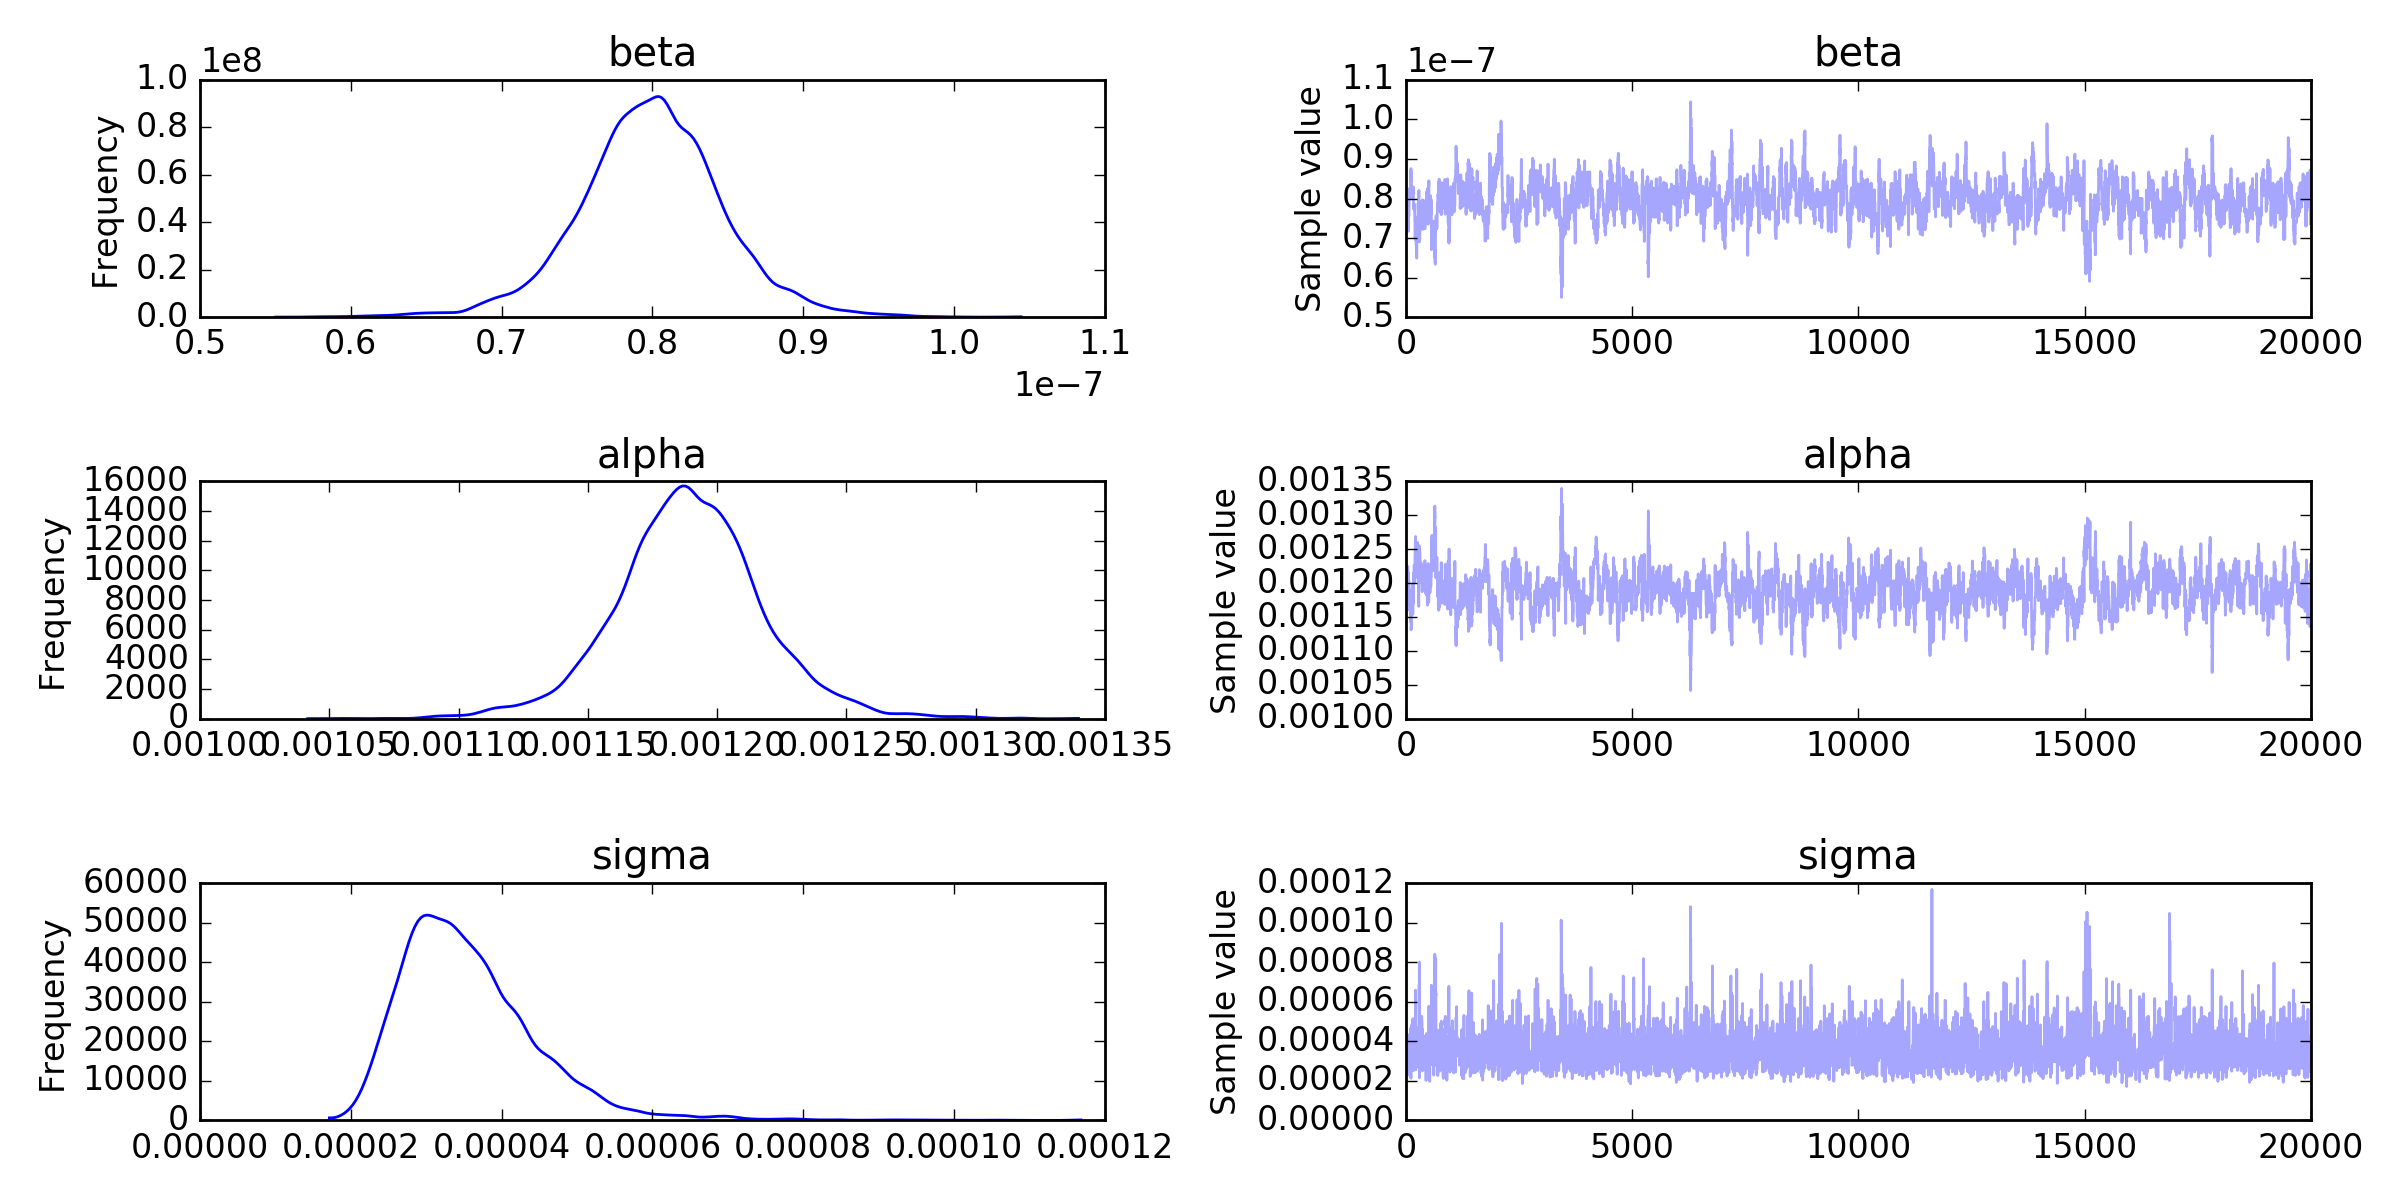 beta
1e8
1.0
0.8
0.6
0.4
0.2
0.0
Frequency
0.5 0.6 0.7 0.8 0.9 1.0 1.1
1e−7
beta
1e−7
1.1
1.0
0.9
0.8
0.7
0.6
0.5
Sample value
0 5000 10000 15000 20000
alpha
16000
14000
12000
10000
8000
6000
4000
2000
0
Frequency
0.00100 0.00105 0.00110 0.00115 0.00120 0.00125 0.00130 0.00135
alpha
0.00135
0.00130
0.00125
0.00120
0.00115
0.00110
0.00105
0.00100
Sample value
0 5000 10000 15000 20000
sigma
60000
50000
40000
30000
20000
10000
0
Frequency
0.00000 0.00002 0.00004 0.00006 0.00008 0.00010 0.00012
sigma
0.00012
0.00010
0.00008
0.00006
0.00004
0.00002
0.00000
Sample value
0 5000 10000 15000 20000